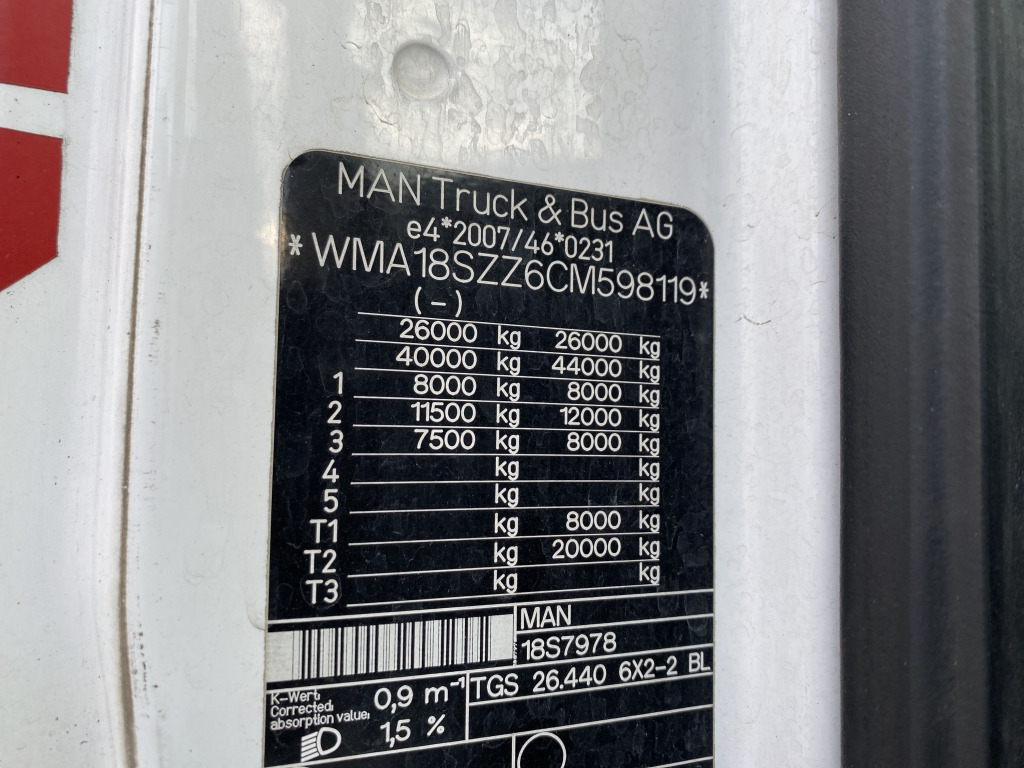 MAN Truck & Bus AG
e4*2007/46*0231
*WMA18SZZ6CM598119*
(-)
26000 kg 26000 kg
40000 kg 44000 kg
1 8000 kg 8000 kg
2 11500 kg 12000 kg
3 7500 kg 8000 kg
4 kg kg
5 kg kg
T1 kg 8000 kg
T2 kg 20000 kg
T3 kg kg
MAN
18S7978
TGS 26.440 6X2-2 BL
K-Wert:
Corrected
absorption value:
0,9 m⁻¹
1,5 %